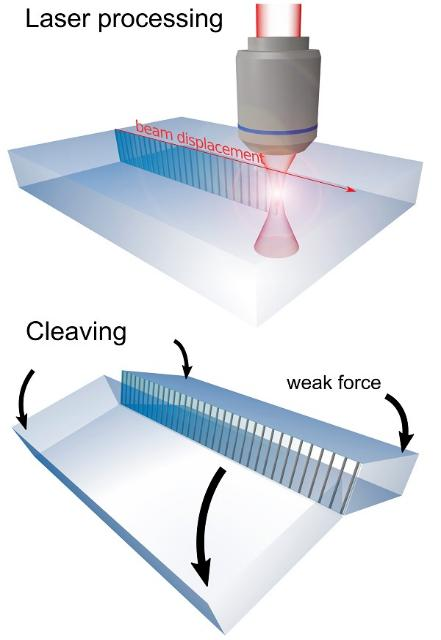 Laser processing
beam displacement
Cleaving
weak force